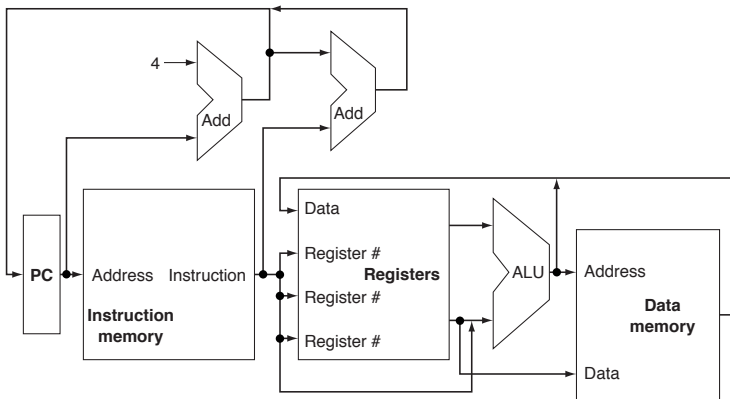 4
Add
Add
Data
Register #
Registers
Register #
Register #
PC
Address
Instruction
Instruction
memory
ALU
Address
Data
memory
Data